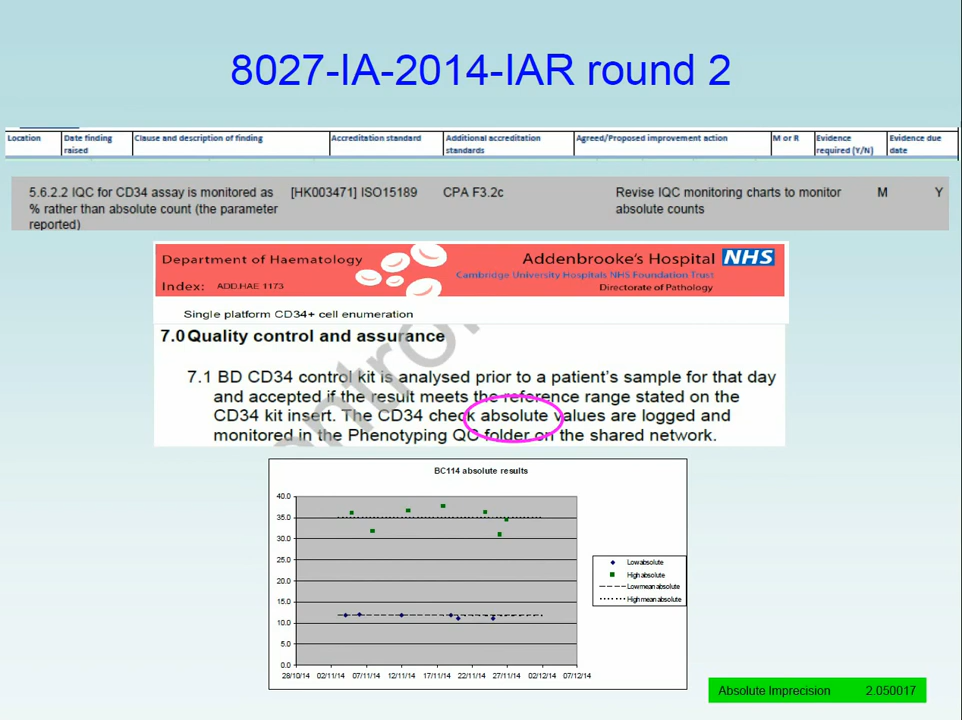 8027-IA-2014-IAR round 2
Location Date finding raised Clause and description of finding Accreditation standard Additional accreditation standards Agreed/Proposed improvement action M or R Evidence required (Y/N) Evidence due date
5.6.2.2 IQC for CD34 assay is monitored as [HK003471] ISO15189 CPA F3.2c Revise IQC monitoring charts to monitor M Y
% rather than absolute count (the parameter absolute counts
reported)
Department of Haematology
Index: ADD.HAE 1173
Addenbrooke's Hospital NHS
Cambridge University Hospitals NHS Foundation Trust
Directorate of Pathology
Single platform CD34+ cell enumeration
7.0 Quality control and assurance
7.1 BD CD34 control kit is analysed prior to a patient's sample for that day
and accepted if the result meets the reference range stated on the
CD34 kit insert. The CD34 check absolute values are logged and
monitored in the Phenotyping QC folder on the shared network.
BC114 absolute results
40.0
35.0
30.0
25.0
20.0
15.0
10.0
5.0
0.0
28/10/14 02/11/14 07/11/14 12/11/14 17/11/14 22/11/14 27/11/14 02/12/14 07/12/14
Low absolute
High absolute
Low mean absolute
High mean absolute
Absolute Imprecision 2.050017